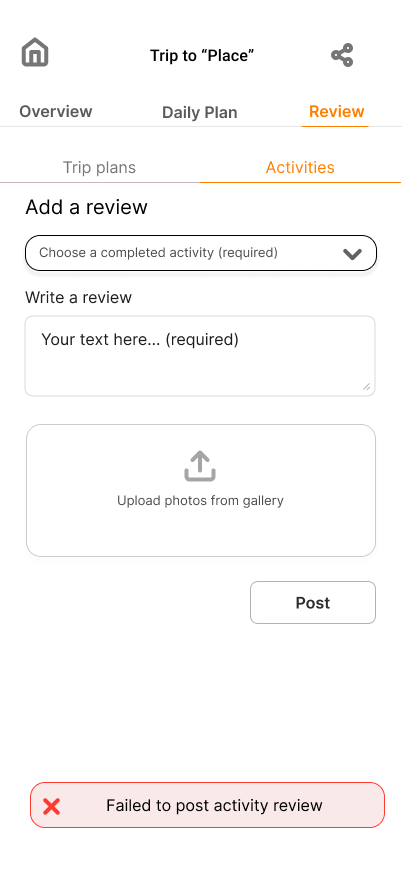 Trip to “Place”
Overview
Daily Plan
Review
Trip plans
Activities
Add a review
Choose a completed activity (required)
Write a review
Your text here... (required)
Upload photos from gallery
Post
Failed to post activity review